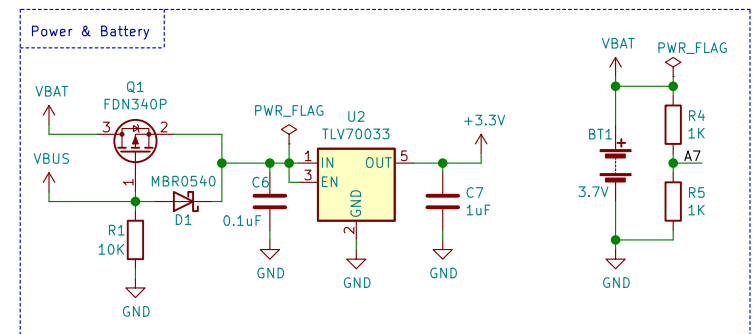 Power & Battery
VBAT
Q1
FDN340P
3
2
1
VBUS
MBR0540
D1
R1
10K
GND
PWR_FLAG
C6
0.1uF
GND
U2
TLV70033
1
IN
3
EN
OUT
5
GND
2
GND
+3.3V
C7
1uF
GND
VBAT
PWR_FLAG
BT1
+
3.7V
R4
1K
A7
R5
1K
GND